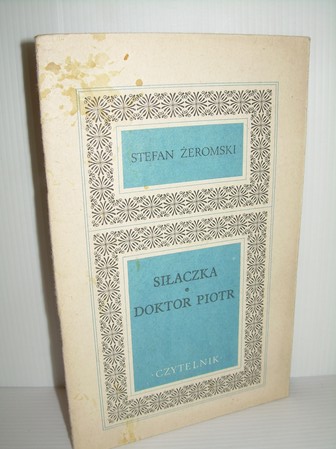 STEFAN ŻEROMSKI
SIŁACZKA
•
DOKTOR PIOTR
CZYTELNIK